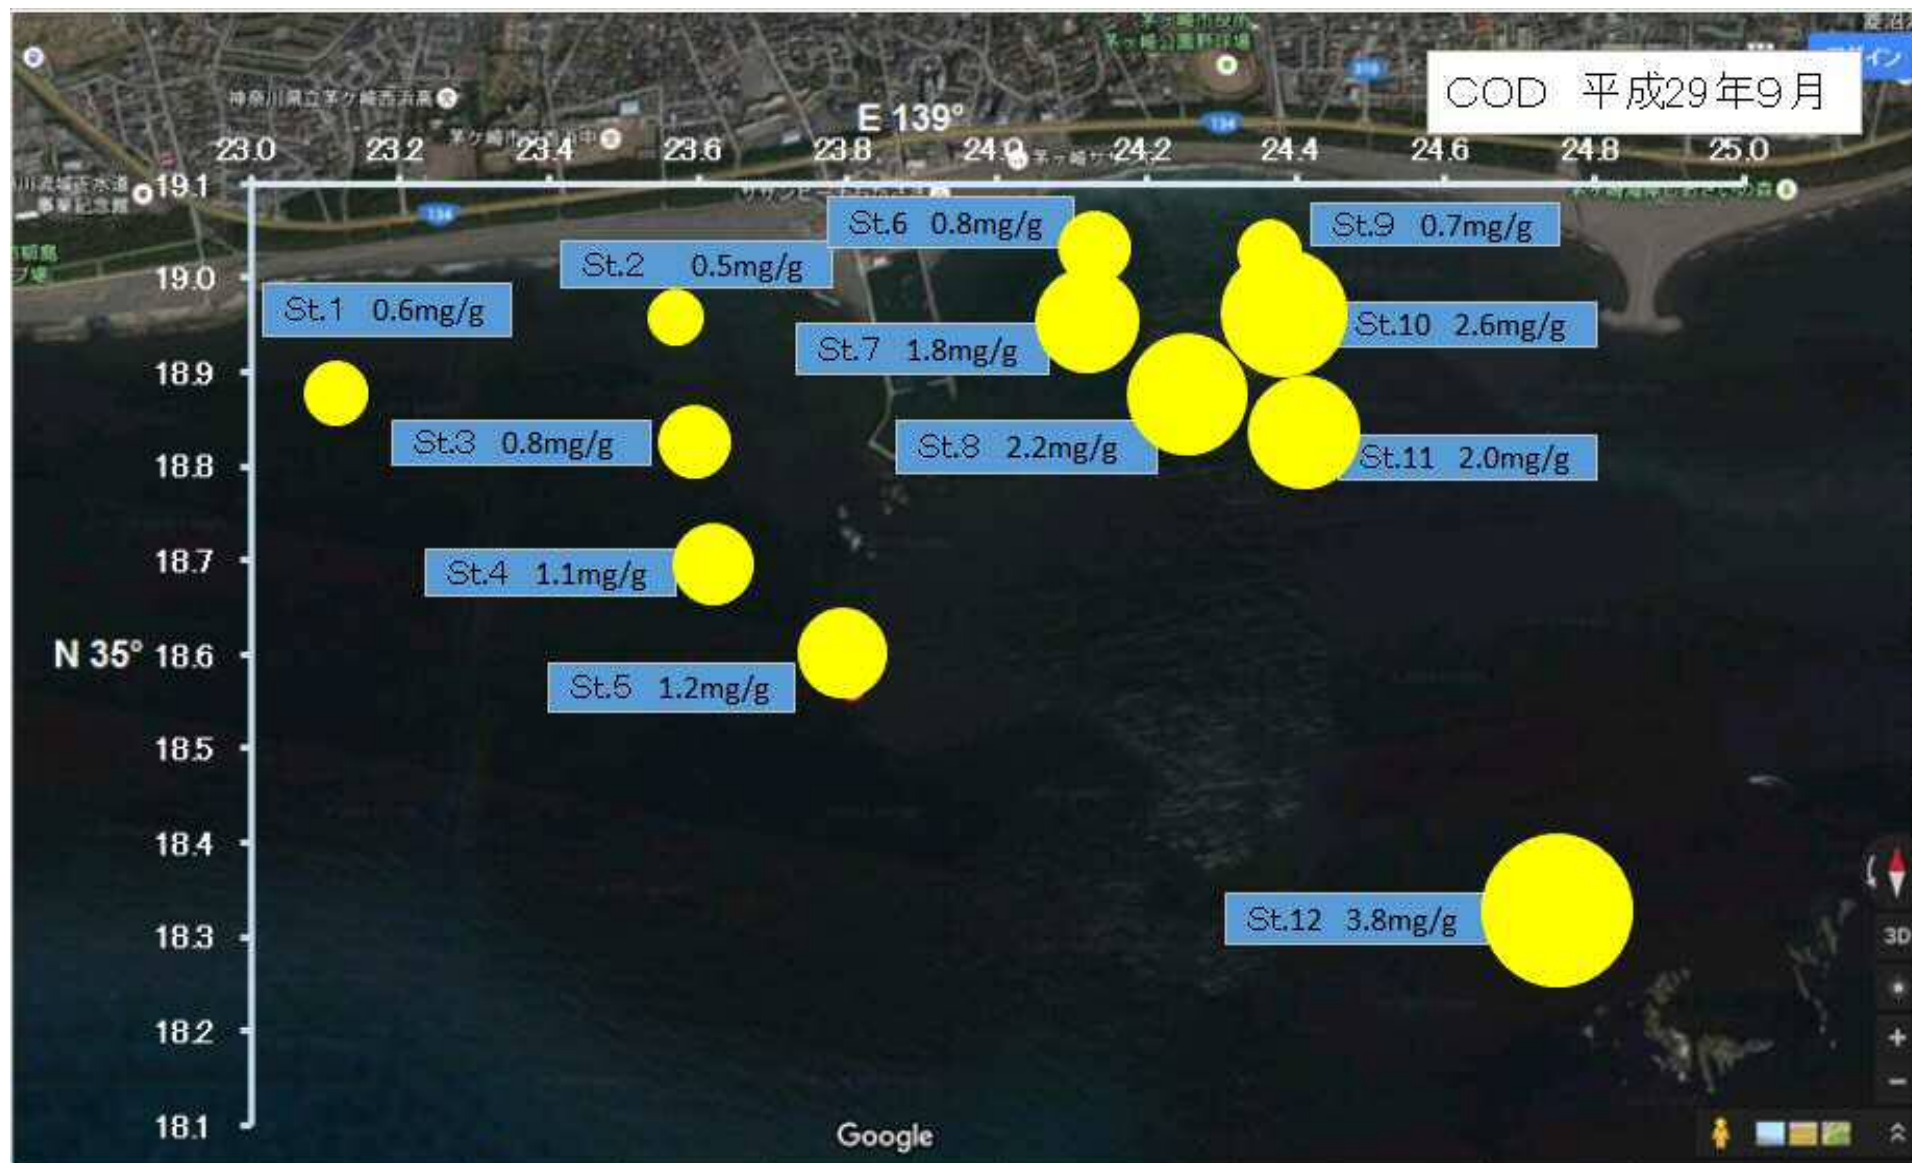 COD 平成29年9月
神奈川県立茅ケ崎西浜高
E 139°
134
134
23.0 23.2 23.4 23.6 23.8 24.0 24.2 24.4 24.6 24.8 25.0
19.1
19.0
18.9
18.8
18.7
N 35° 18.6
18.5
18.4
18.3
18.2
18.1
St.1 0.6mg/g
St.2 0.5mg/g
St.3 0.8mg/g
St.4 1.1mg/g
St.5 1.2mg/g
St.6 0.8mg/g
St.7 1.8mg/g
St.8 2.2mg/g
St.9 0.7mg/g
St.10 2.6mg/g
St.11 2.0mg/g
St.12 3.8mg/g
3D
Google